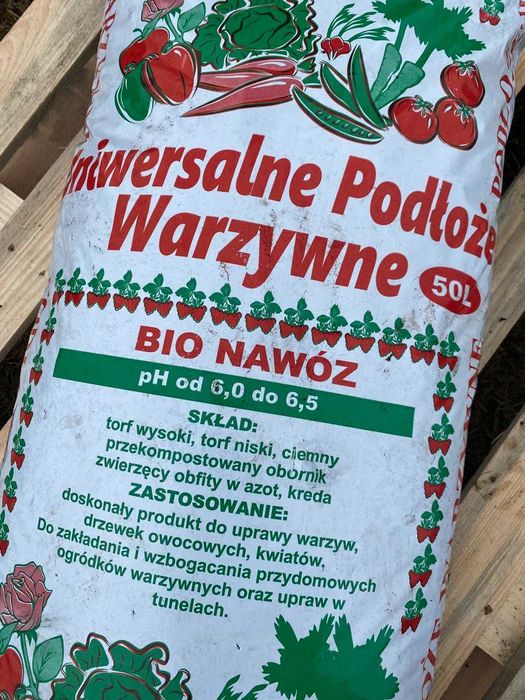 Uniwersalne Podłoże
Warzywne
50L
BIO NAWÓZ
pH od 6,0 do 6,5
SKŁAD:
torf wysoki, torf niski, ciemny
przekompostowany obornik
zwierzęcy obfity w azot, kreda
ZASTOSOWANIE:
doskonały produkt do uprawy warzyw,
drzewek owocowych, kwiatów,
Do zakładania i wzbogacania przydomowych
ogródków warzywnych oraz upraw w
tunelach.